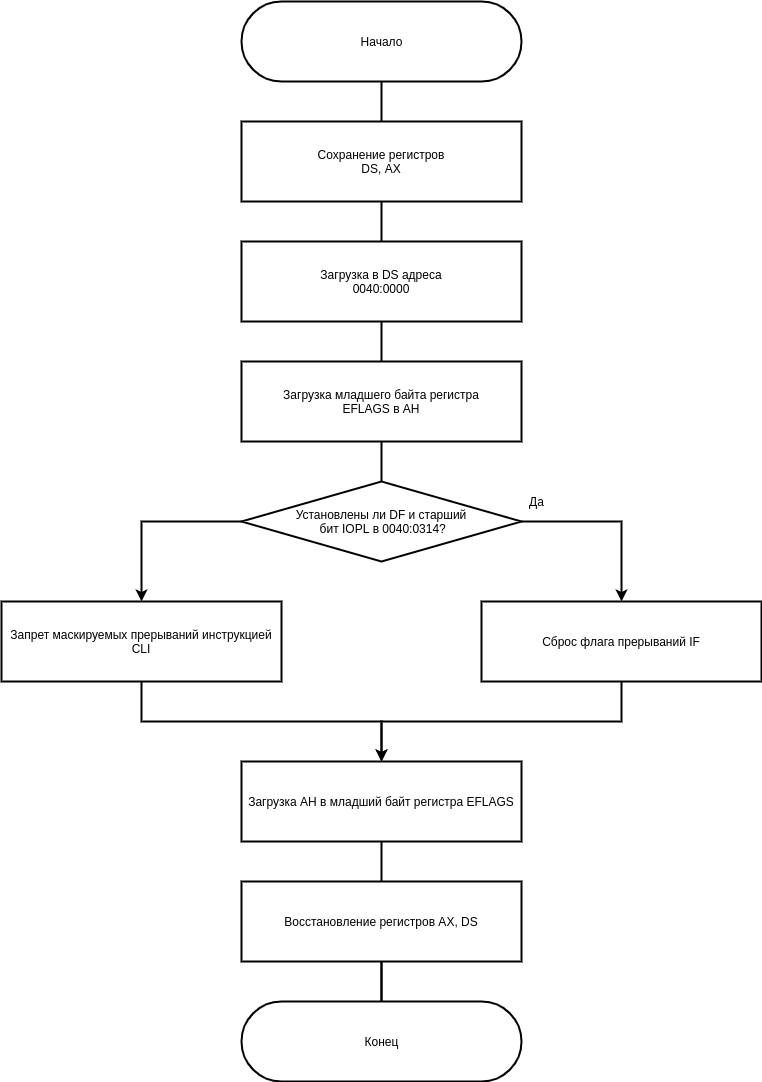 Начало
Сохранение регистров
DS, AX
Загрузка в DS адреса
0040:0000
Загрузка младшего байта регистра
EFLAGS в AH
Да
Установлены ли DF и старший
бит IOPL в 0040:0314?
Запрет маскируемых прерываний инструкцией
CLI
Сброс флага прерываний IF
Загрузка AH в младший байт регистра EFLAGS
Восстановление регистров AX, DS
Конец